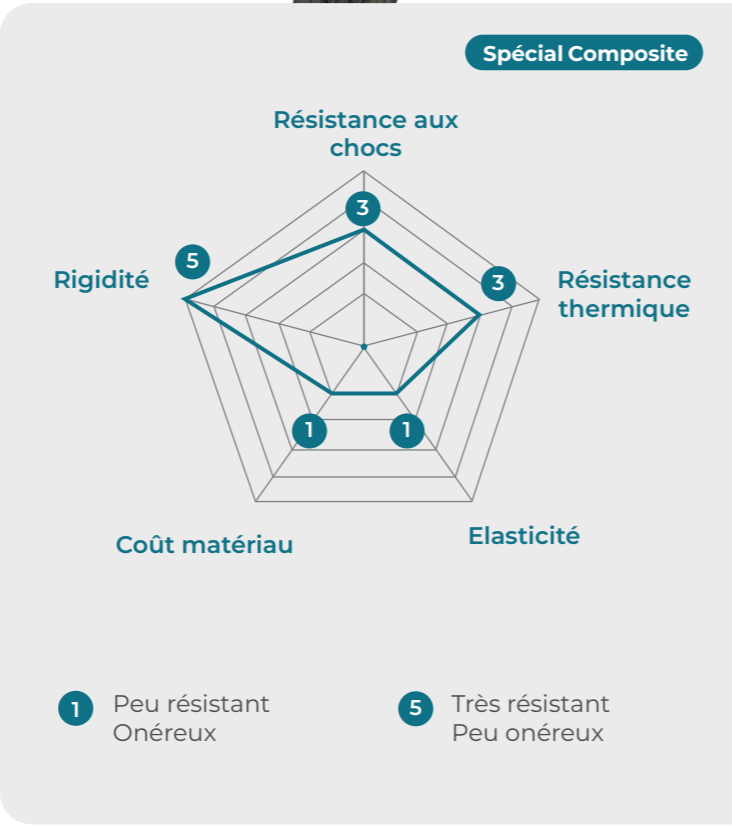 Spécial Composite
Résistance aux
chocs
3
5
Rigidité
3
Résistance
thermique
1
1
Coût matériau
Elasticité
1
Peu résistant
Onéreux
5
Très résistant
Peu onéreux